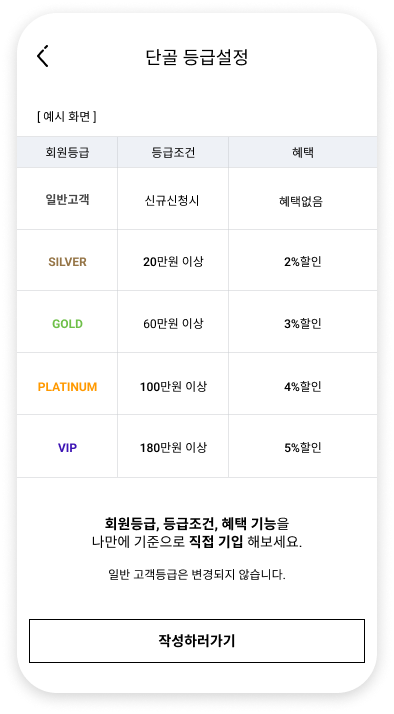 단골 등급설정
[ 예시 화면 ]
회원등급 등급조건 혜택
일반고객 신규신청시 혜택없음
SILVER 20만원 이상 2%할인
GOLD 60만원 이상 3%할인
PLATINUM 100만원 이상 4%할인
VIP 180만원 이상 5%할인
회원등급, 등급조건, 혜택 기능을
나만에 기준으로 직접 기입 해보세요.
일반 고객등급은 변경되지 않습니다.
작성하러가기